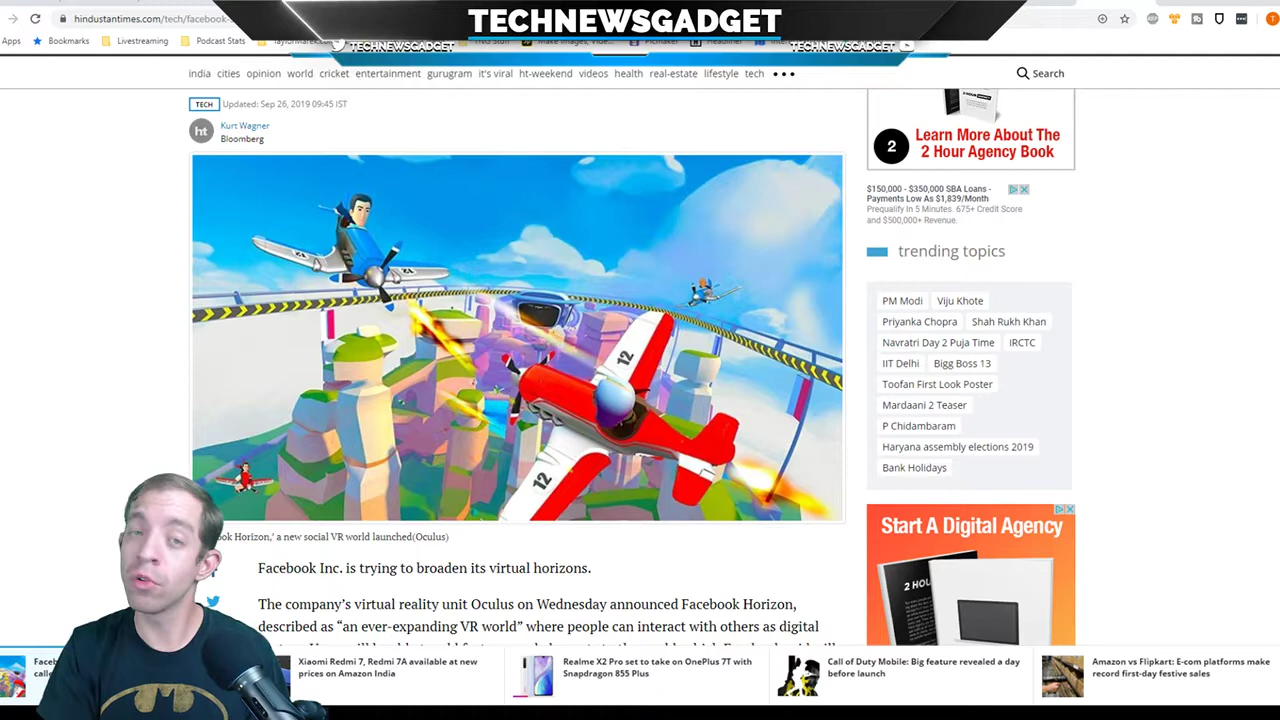 hindustantimes.com/tech/facebook-
TECHNEWSGADGET
Apps
Bookmarks
Livestreaming
Podcast Stats
TECHNEWSGADGET
TECHNEWSGADGET
india cities opinion world cricket entertainment gurugram it's viral ht-weekend videos health real-estate lifestyle tech
Search
TECH
Updated: Sep 26, 2019 09:45 IST
ht
Kurt Wagner
Bloomberg
12
12
12
ok Horizon,' a new social VR world launched(Oculus)
Facebook Inc. is trying to broaden its virtual horizons.
The company's virtual reality unit Oculus on Wednesday announced Facebook Horizon,
described as “an ever-expanding VR world” where people can interact with others as digital
2
Learn More About The
2 Hour Agency Book
$150,000 - $350,000 SBA Loans -
Payments Low As $1,839/Month
Prequalify In 5 Minutes. 675+ Credit Score
and $500,000+ Revenue.
trending topics
PM Modi
Viju Khote
Priyanka Chopra
Shah Rukh Khan
Navratri Day 2 Puja Time
IRCTC
IIT Delhi
Bigg Boss 13
Toofan First Look Poster
Mardaani 2 Teaser
P Chidambaram
Haryana assembly elections 2019
Bank Holidays
Start A Digital Agency
2 HOU
Faceb
calle
Xiaomi Redmi 7, Redmi 7A available at new
prices on Amazon India
Realme X2 Pro set to take on OnePlus 7T with
Snapdragon 855 Plus
Call of Duty Mobile: Big feature revealed a day
before launch
Amazon vs Flipkart: E-com platforms make
record first-day festive sales